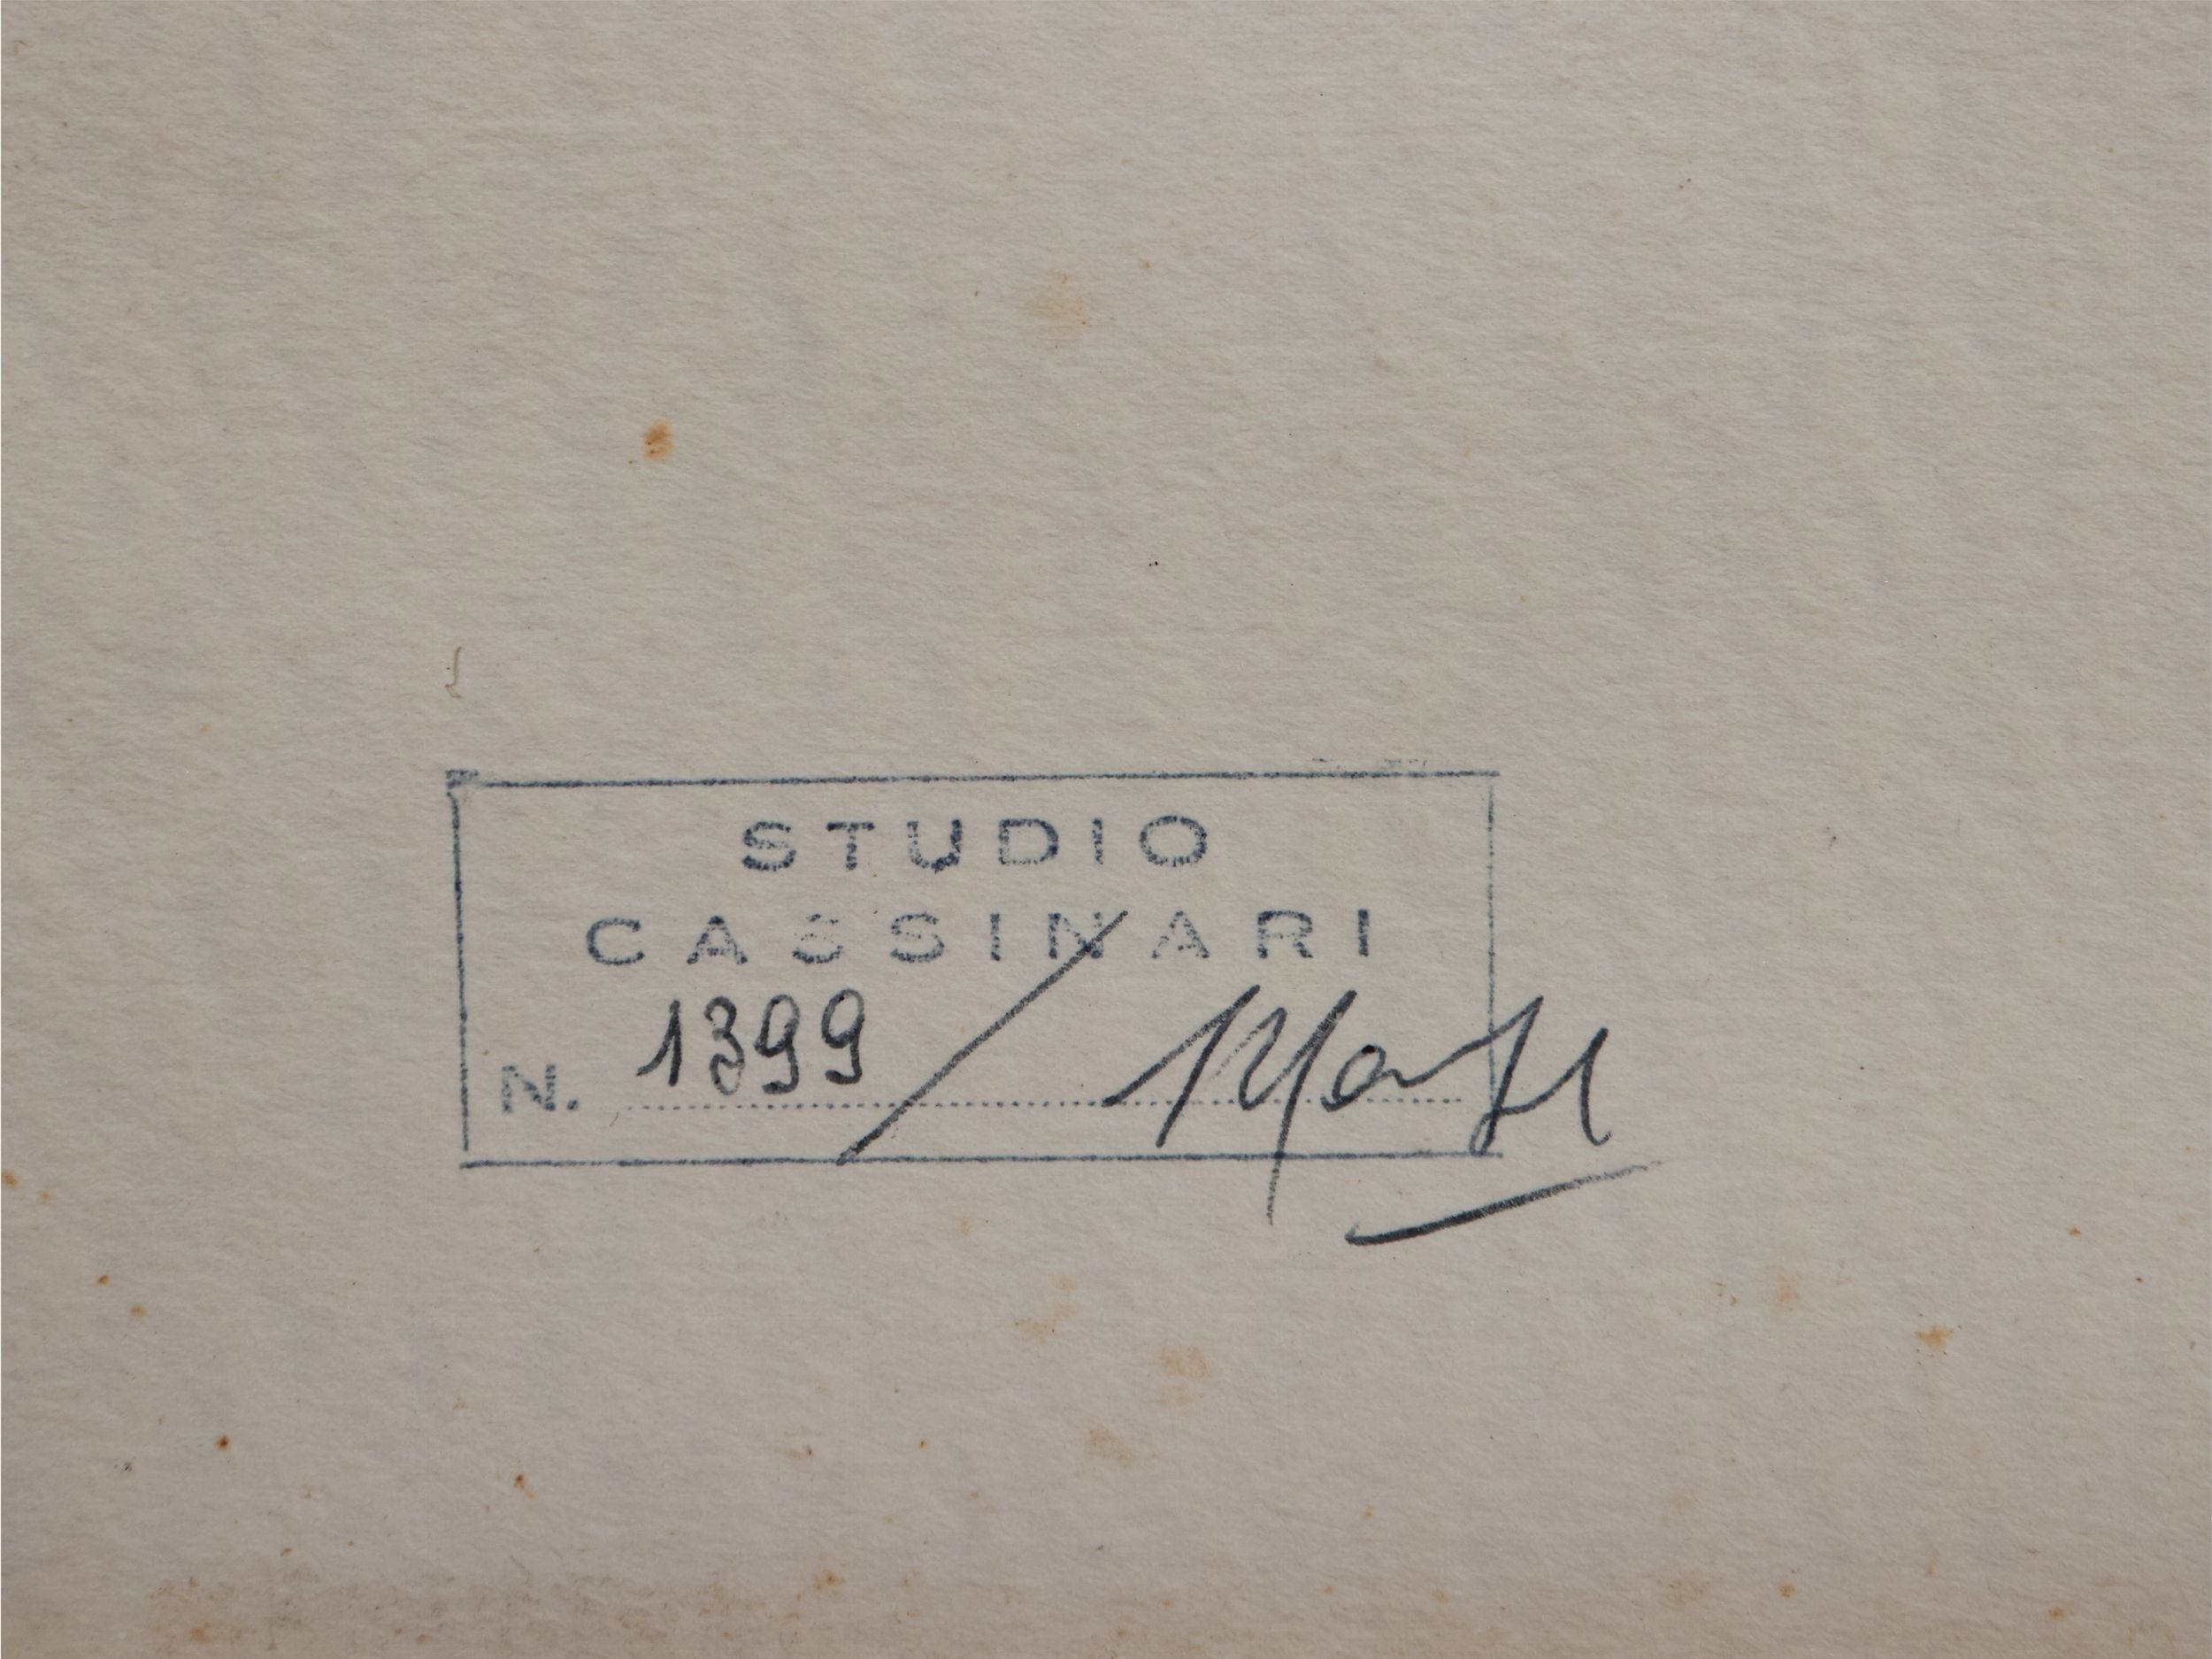 STUDIO
CASSINARI
N. 1399 /